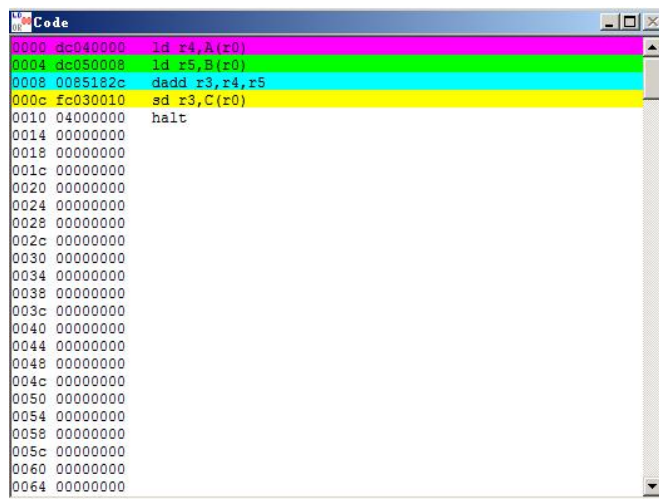 Code
0000 dc040000 ld r4,A(r0)
0004 dc050008 ld r5,B(r0)
0008 0085182c dadd r3,r4,r5
000c fc030010 sd r3,C(r0)
0010 04000000 halt
0014 00000000
0018 00000000
001c 00000000
0020 00000000
0024 00000000
0028 00000000
002c 00000000
0030 00000000
0034 00000000
0038 00000000
003c 00000000
0040 00000000
0044 00000000
0048 00000000
004c 00000000
0050 00000000
0054 00000000
0058 00000000
005c 00000000
0060 00000000
0064 00000000